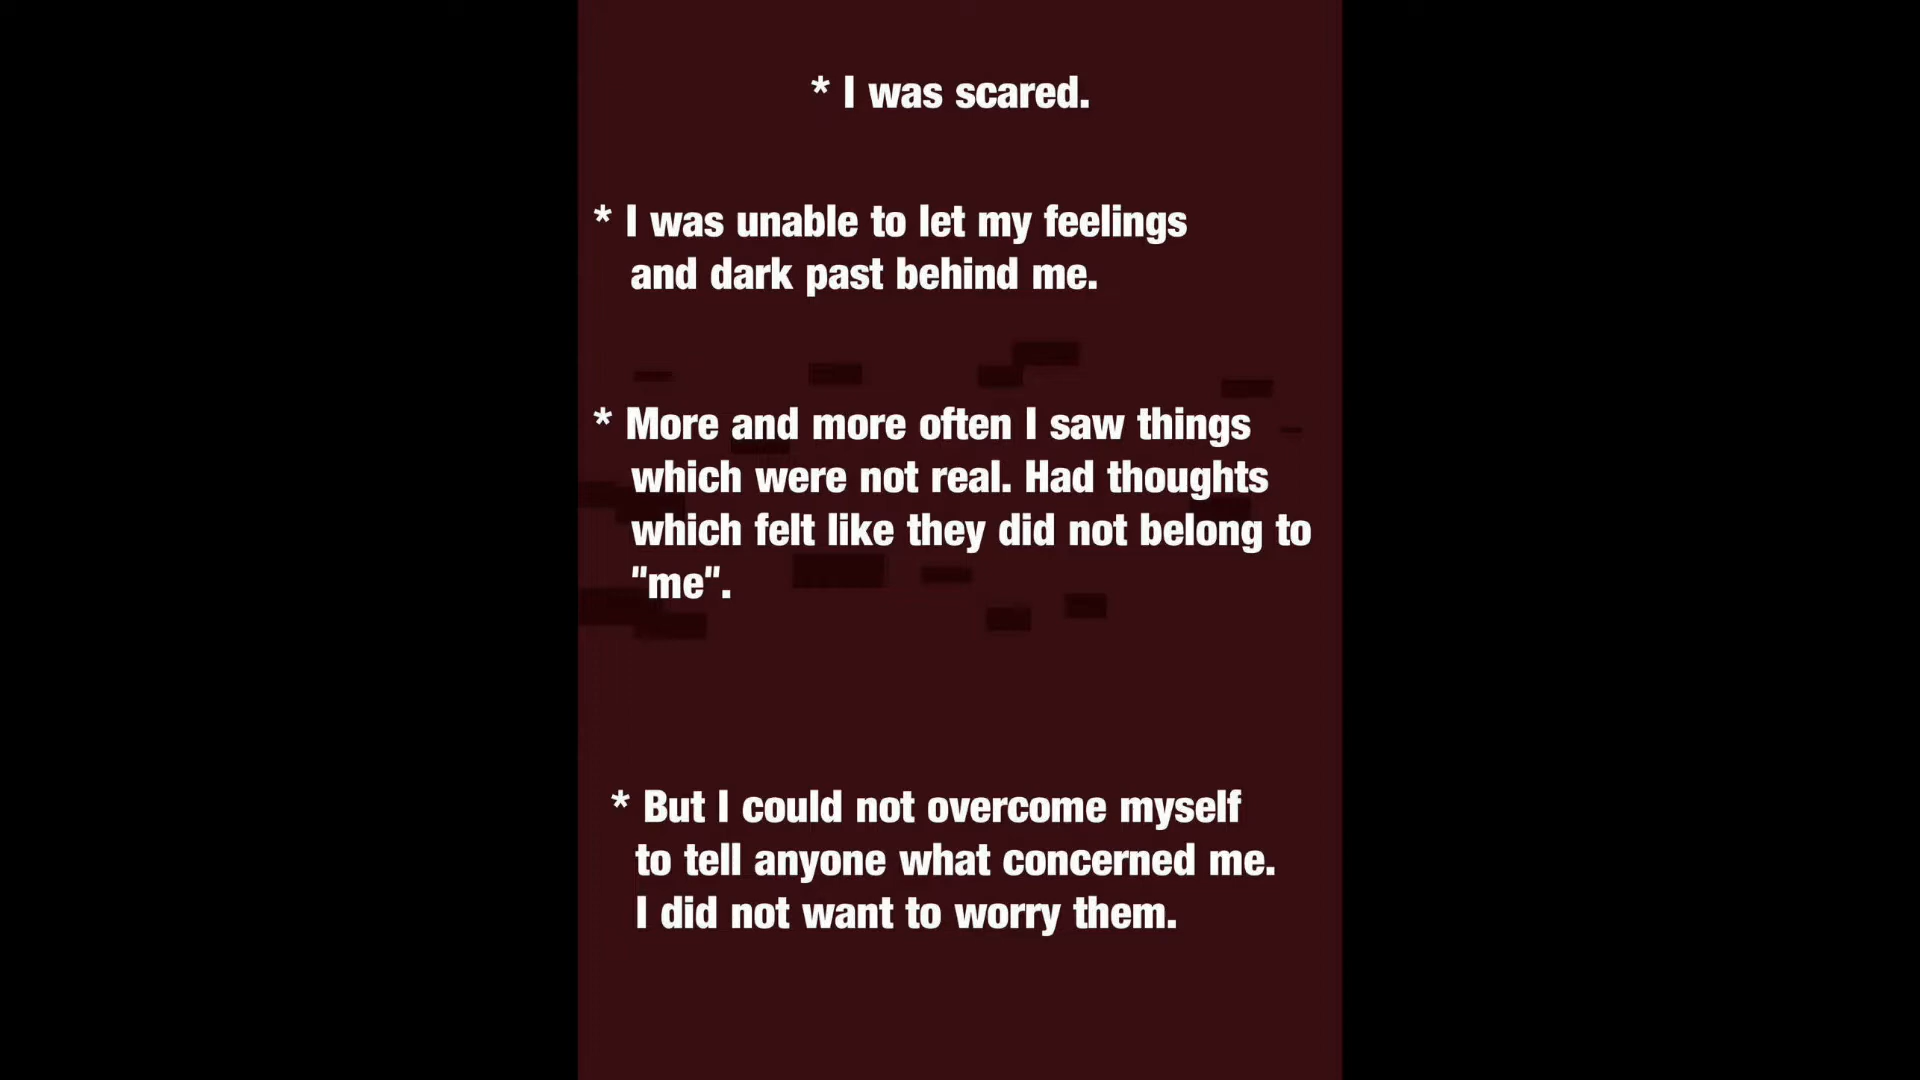 * I was scared.
* I was unable to let my feelings
and dark past behind me.
* More and more often I saw things
which were not real. Had thoughts
which felt like they did not belong to
"me".
* But I could not overcome myself
to tell anyone what concerned me.
I did not want to worry them.